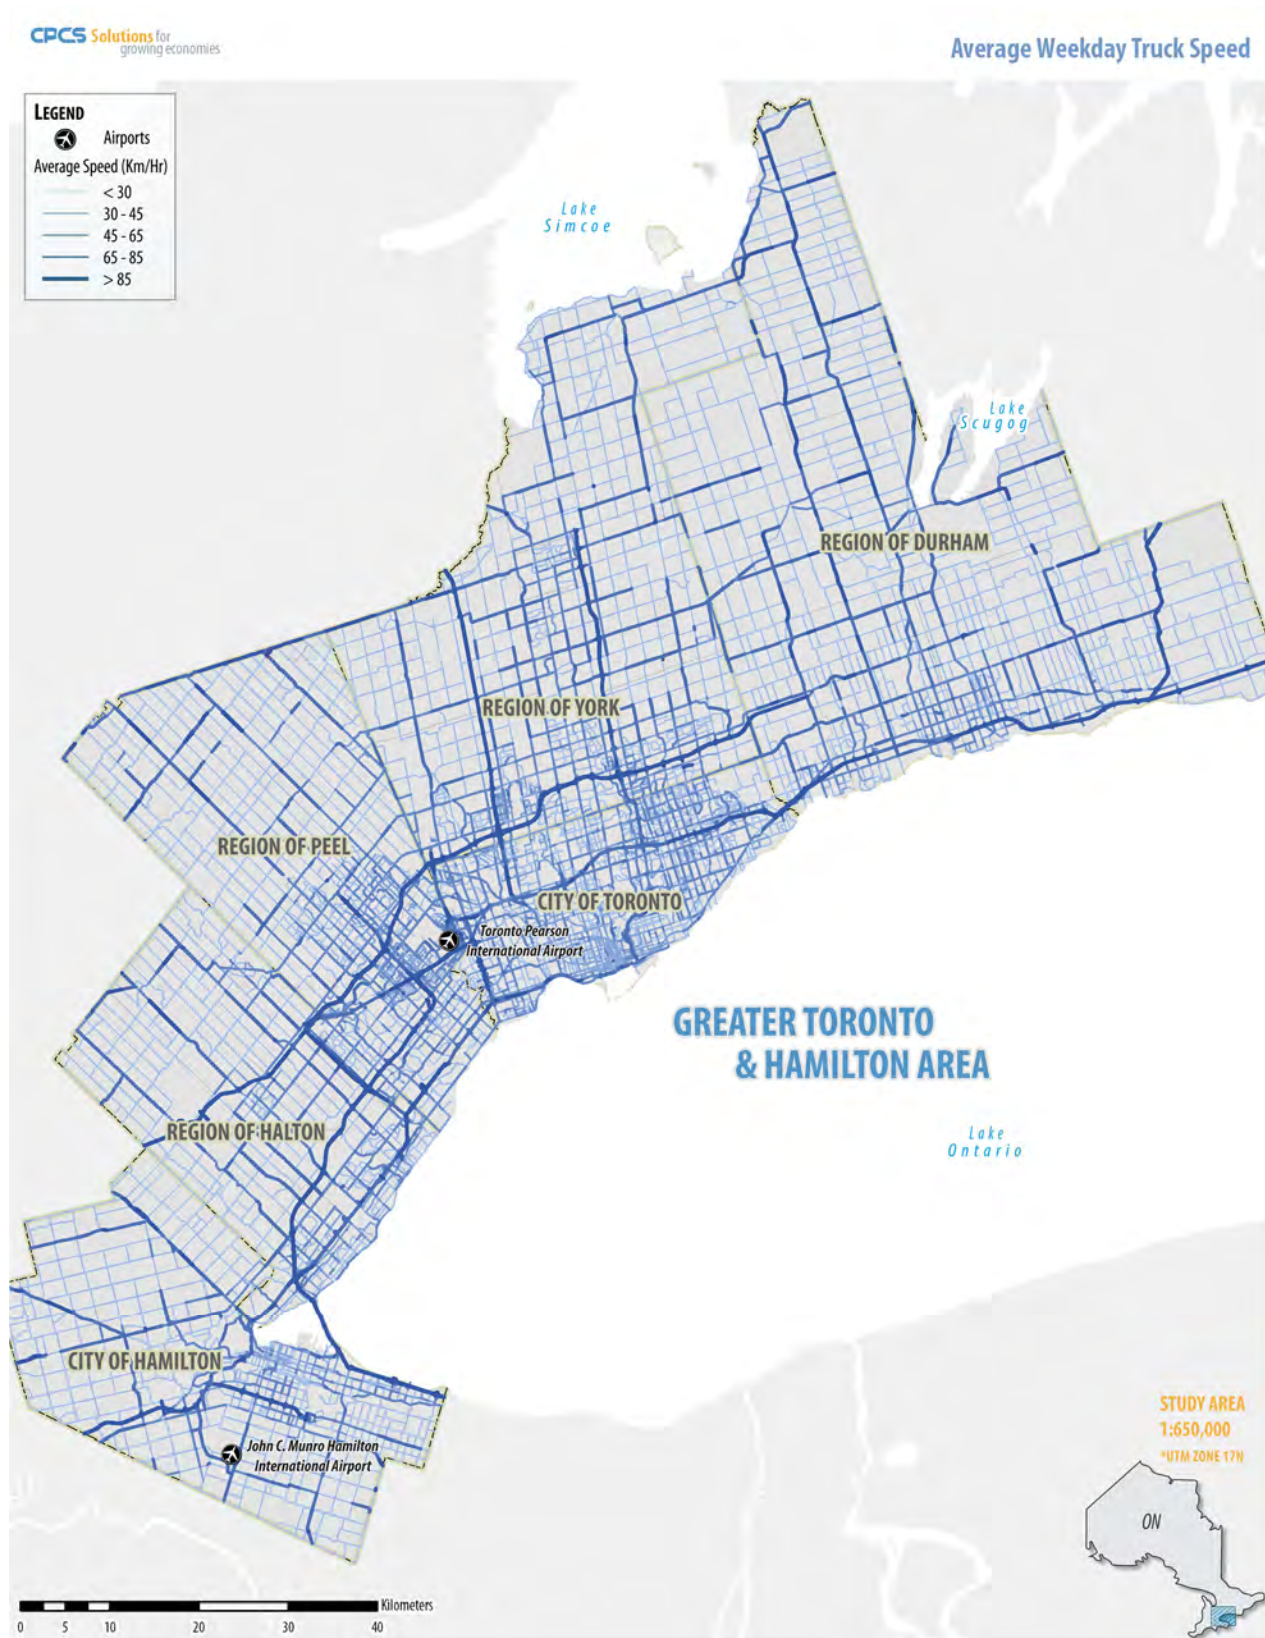 CPCS Solutions for
growing economies
Average Weekday Truck Speed
LEGEND
Airports
Average Speed (Km/Hr)
< 30
30 - 45
45 - 65
65 - 85
> 85
Lake
Simcoe
Lake
Scugog
REGION OF DURHAM
REGION OF YORK
REGION OF PEEL
CITY OF TORONTO
Toronto Pearson
International Airport
GREATER TORONTO
& HAMILTON AREA
REGION OF HALTON
Lake
Ontario
CITY OF HAMILTON
John C. Munro Hamilton
International Airport
STUDY AREA
1:650,000
*UTM ZONE 17N
ON
Kilometers
0 5 10 20 30 40